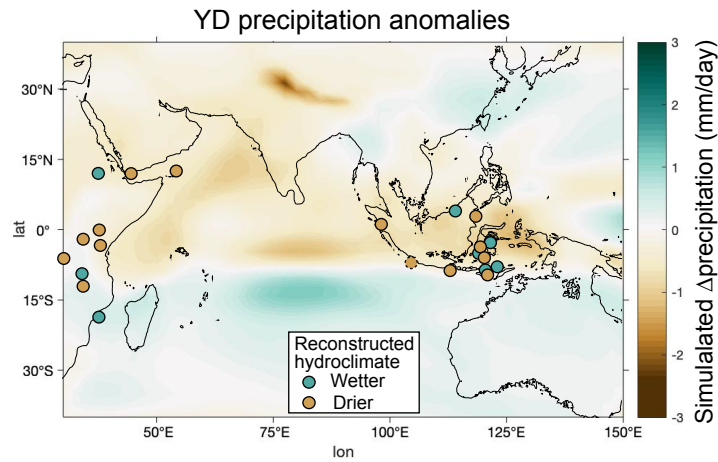 YD precipitation anomalies
30°N
15°N
0°
15°S
30°S
lat
50°E
75°E
100°E
125°E
150°E
lon
Reconstructed
hydroclimate
Wetter
Drier
3
2
1
0
-1
-2
-3
Simulalated Δprecipitation (mm/day)